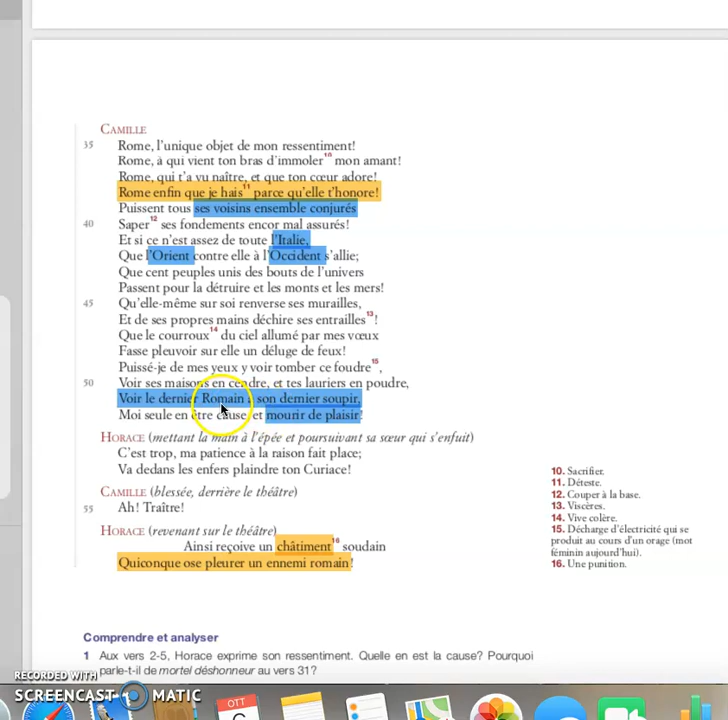 CAMILLE
35 Rome, l'unique objet de mon ressentiment!
Rome, à qui vient ton bras d'immoler10 mon amant!
Rome, qui t'a vu naître, et que ton cœur adore!
Rome enfin que je hais11 parce qu'elle t'honore!
Puissent tous ses voisins ensemble conjurés
40 Saper12 ses fondements encor mal assurés!
Et si ce n'est assez de toute l'Italie,
Que l'Orient contre elle à l'Occident s'allie;
Que cent peuples unis des bouts de l'univers
Passent pour la détruire et les monts et les mers!
45 Qu'elle-même sur soi renverse ses murailles,
Et de ses propres mains déchire ses entrailles13!
Que le courroux14 du ciel allumé par mes vœux
Fasse pleuvoir sur elle un déluge de feux!
Puissé-je de mes yeux y voir tomber ce foudre15,
50 Voir ses maisons en cendre, et tes lauriers en poudre,
Voir le dernier Romain à son dernier soupir,
Moi seule en être cause, et mourir de plaisir!
HORACE (mettant la main à l'épée et poursuivant sa sœur qui s'enfuit)
C'est trop, ma patience à la raison fait place;
Va dedans les enfers plaindre ton Curiace!
CAMILLE (blessée, derrière le théâtre)
55 Ah! Traître!
HORACE (revenant sur le théâtre)
Ainsi reçoive un châtiment16 soudain
Quiconque ose pleurer un ennemi romain!
10. Sacrifier.
11. Déteste.
12. Couper à la base.
13. Viscères.
14. Vive colère.
15. Décharge d'électricité qui se
produit au cours d'un orage (mot
féminin aujourd'hui).
16. Une punition.
Comprendre et analyser
1 Aux vers 2-5, Horace exprime son ressentiment. Quelle en est la cause? Pourquoi
parle-t-il de mortel déshonneur au vers 31?
RECORDED WITH
SCREENCAST-O-MATIC
OTT